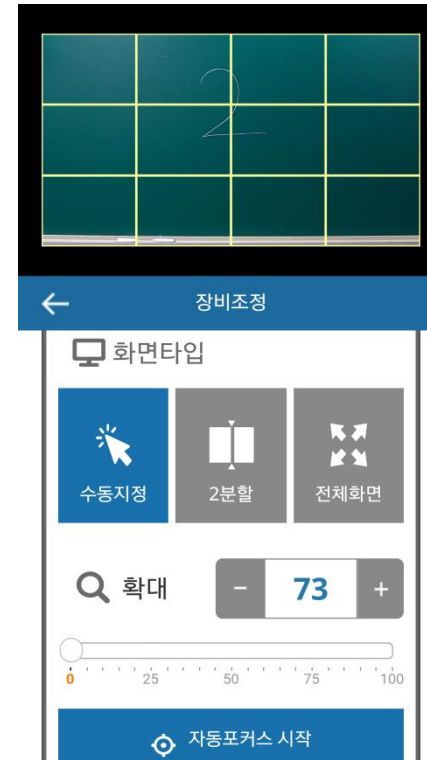 2
장비조정
화면타입
수동지정 2분할 전체화면
확대 - 73 +
0 25 50 75 100
자동포커스 시작